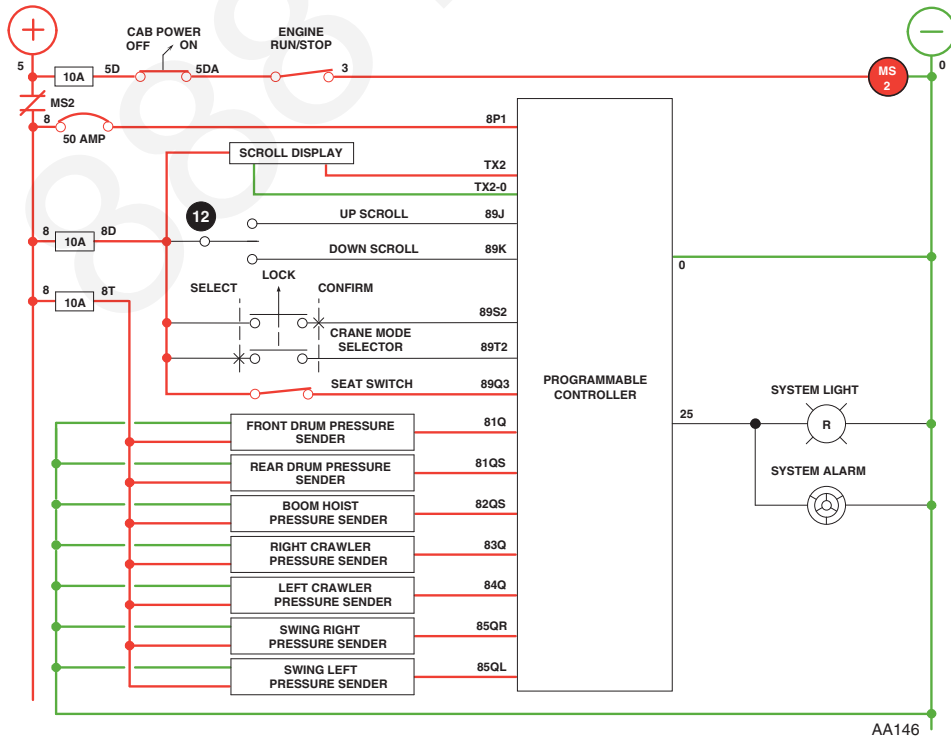 CAB POWER
OFF ON
ENGINE
RUN/STOP
5
10A
5D
5DA
3
MS
2
0
MS2
8
50 AMP
8P1
SCROLL DISPLAY
TX2
TX2-0
12
UP SCROLL
89J
8
10A
8D
DOWN SCROLL
89K
0
LOCK
SELECT
CONFIRM
8
10A
8T
89S2
CRANE MODE
SELECTOR
89T2
SEAT SWITCH
89Q3
PROGRAMMABLE
CONTROLLER
25
SYSTEM LIGHT
R
SYSTEM ALARM
FRONT DRUM PRESSURE
SENDER
81Q
REAR DRUM PRESSURE
SENDER
81QS
BOOM HOIST
PRESSURE SENDER
82QS
RIGHT CRAWLER
PRESSURE SENDER
83Q
LEFT CRAWLER
PRESSURE SENDER
84Q
SWING RIGHT
PRESSURE SENDER
85QR
SWING LEFT
PRESSURE SENDER
85QL
AA146